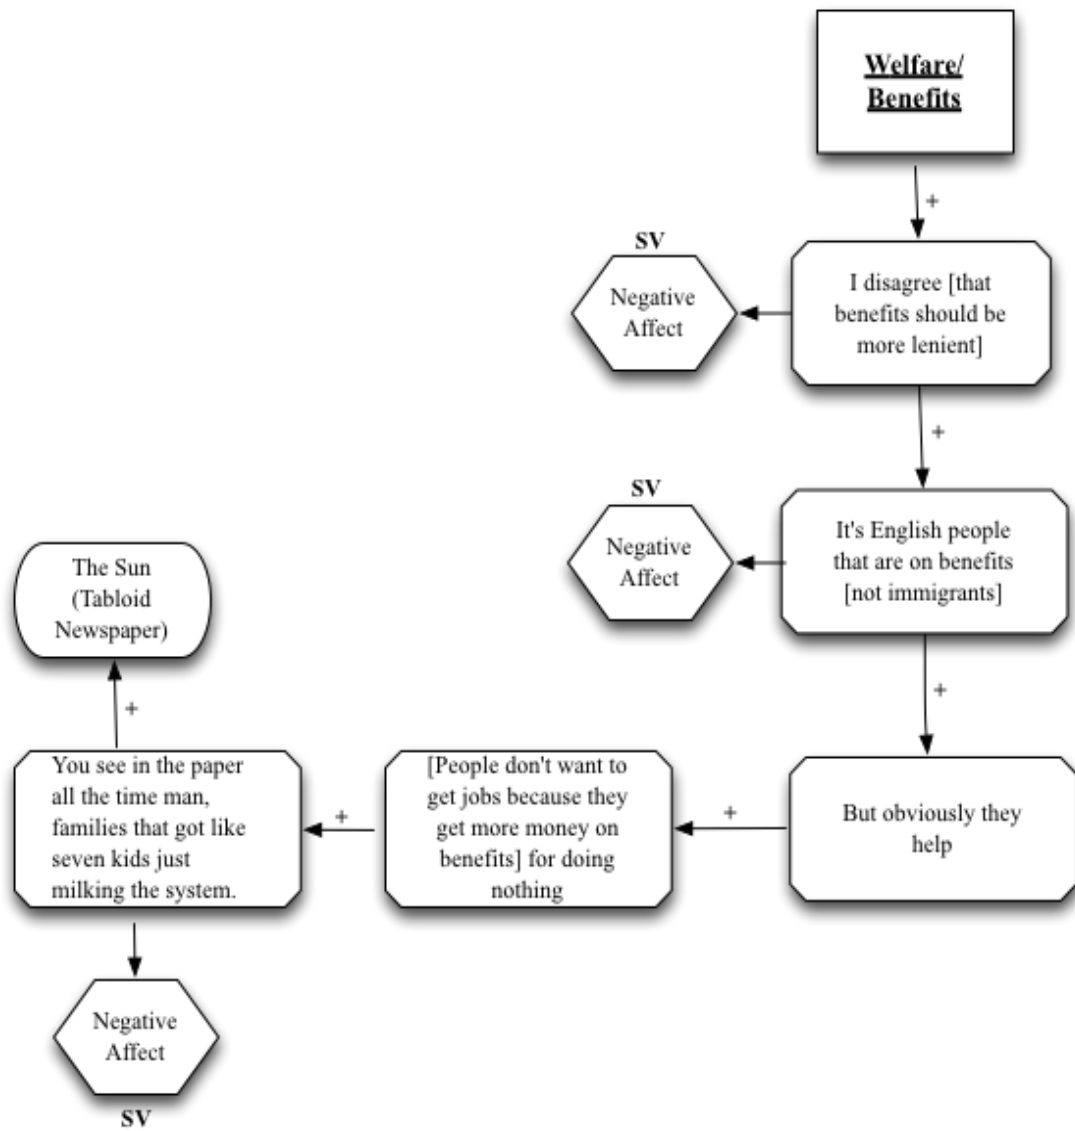 Welfare/
Benefits
+
SV
Negative
Affect
I disagree [that
benefits should be
more lenient]
+
SV
Negative
Affect
It's English people
that are on benefits
[not immigrants]
+
The Sun
(Tabloid
Newspaper)
+
You see in the paper
all the time man,
families that got like
seven kids just
milking the system.
+
[People don't want to
get jobs because they
get more money on
benefits] for doing
nothing
+
But obviously they
help
Negative
Affect
SV